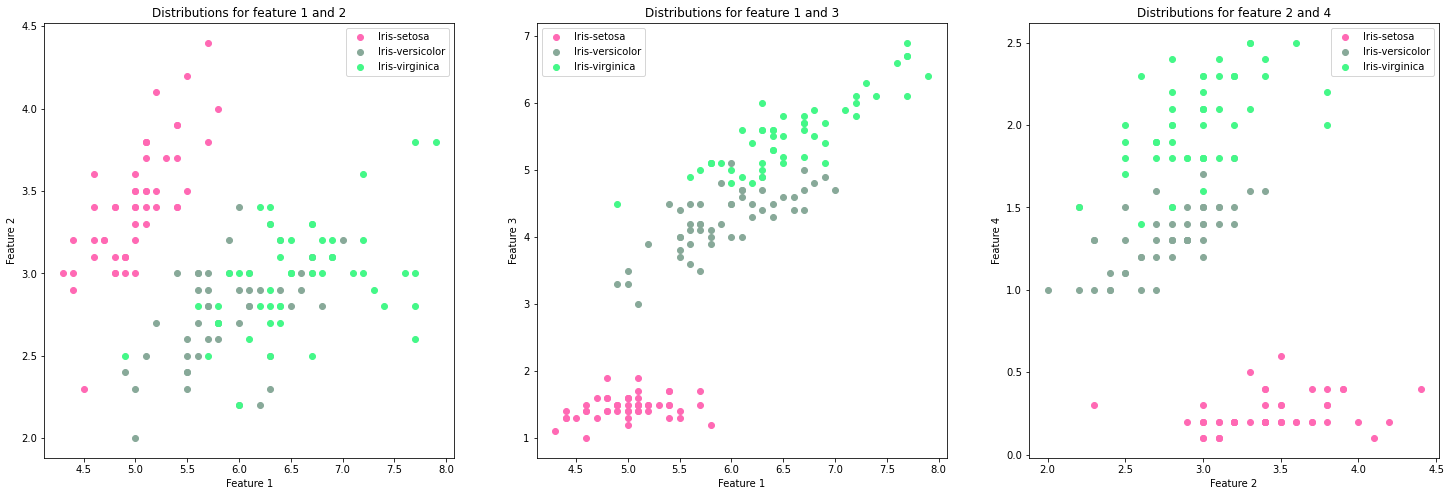 Distributions for feature 1 and 2
Iris-setosa
Iris-versicolor
Iris-virginica
4.5
4.0
3.5
3.0
2.5
2.0
Feature 2
4.5 5.0 5.5 6.0 6.5 7.0 7.5 8.0
Feature 1
Distributions for feature 1 and 3
Iris-setosa
Iris-versicolor
Iris-virginica
7
6
5
4
3
2
1
Feature 3
4.5 5.0 5.5 6.0 6.5 7.0 7.5 8.0
Feature 1
Distributions for feature 2 and 4
Iris-setosa
Iris-versicolor
Iris-virginica
2.5
2.0
1.5
1.0
0.5
0.0
Feature 4
2.0 2.5 3.0 3.5 4.0 4.5
Feature 2